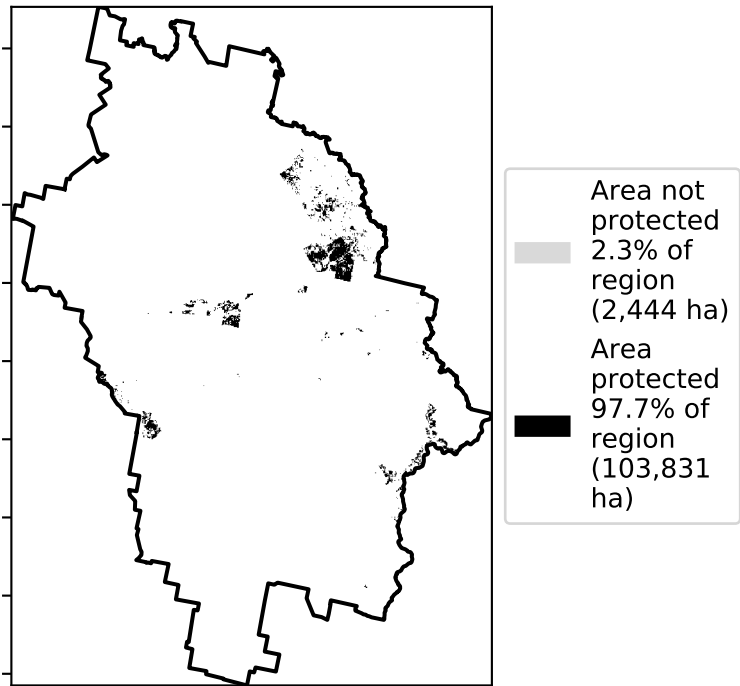 Area not
protected
2.3% of
region
(2,444 ha)
Area
protected
97.7% of
region
(103,831
ha)